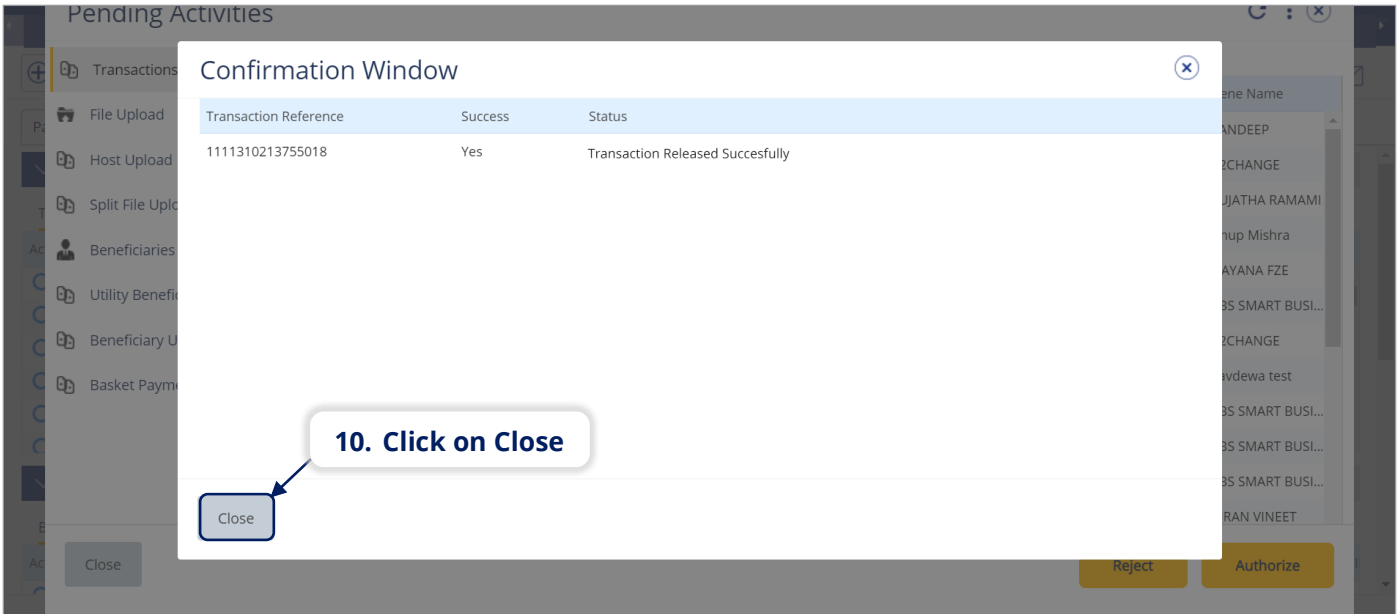 Pending Activities
Transactions
File Upload
Host Upload
Split File Uplo
Beneficiaries
Utility Benefi
Beneficiary U
Basket Payme
Confirmation Window
Transaction Reference Success Status
1111310213755018 Yes Transaction Released Succesfully
10. Click on Close
Close
ene Name
ANDEEP
2CHANGE
UJATHA RAMAMI
nup Mishra
AYANA FZE
BS SMART BUSI...
2CHANGE
avdewa test
BS SMART BUSI...
BS SMART BUSI...
BS SMART BUSI...
RAN VINEET
Close
Reject
Authorize